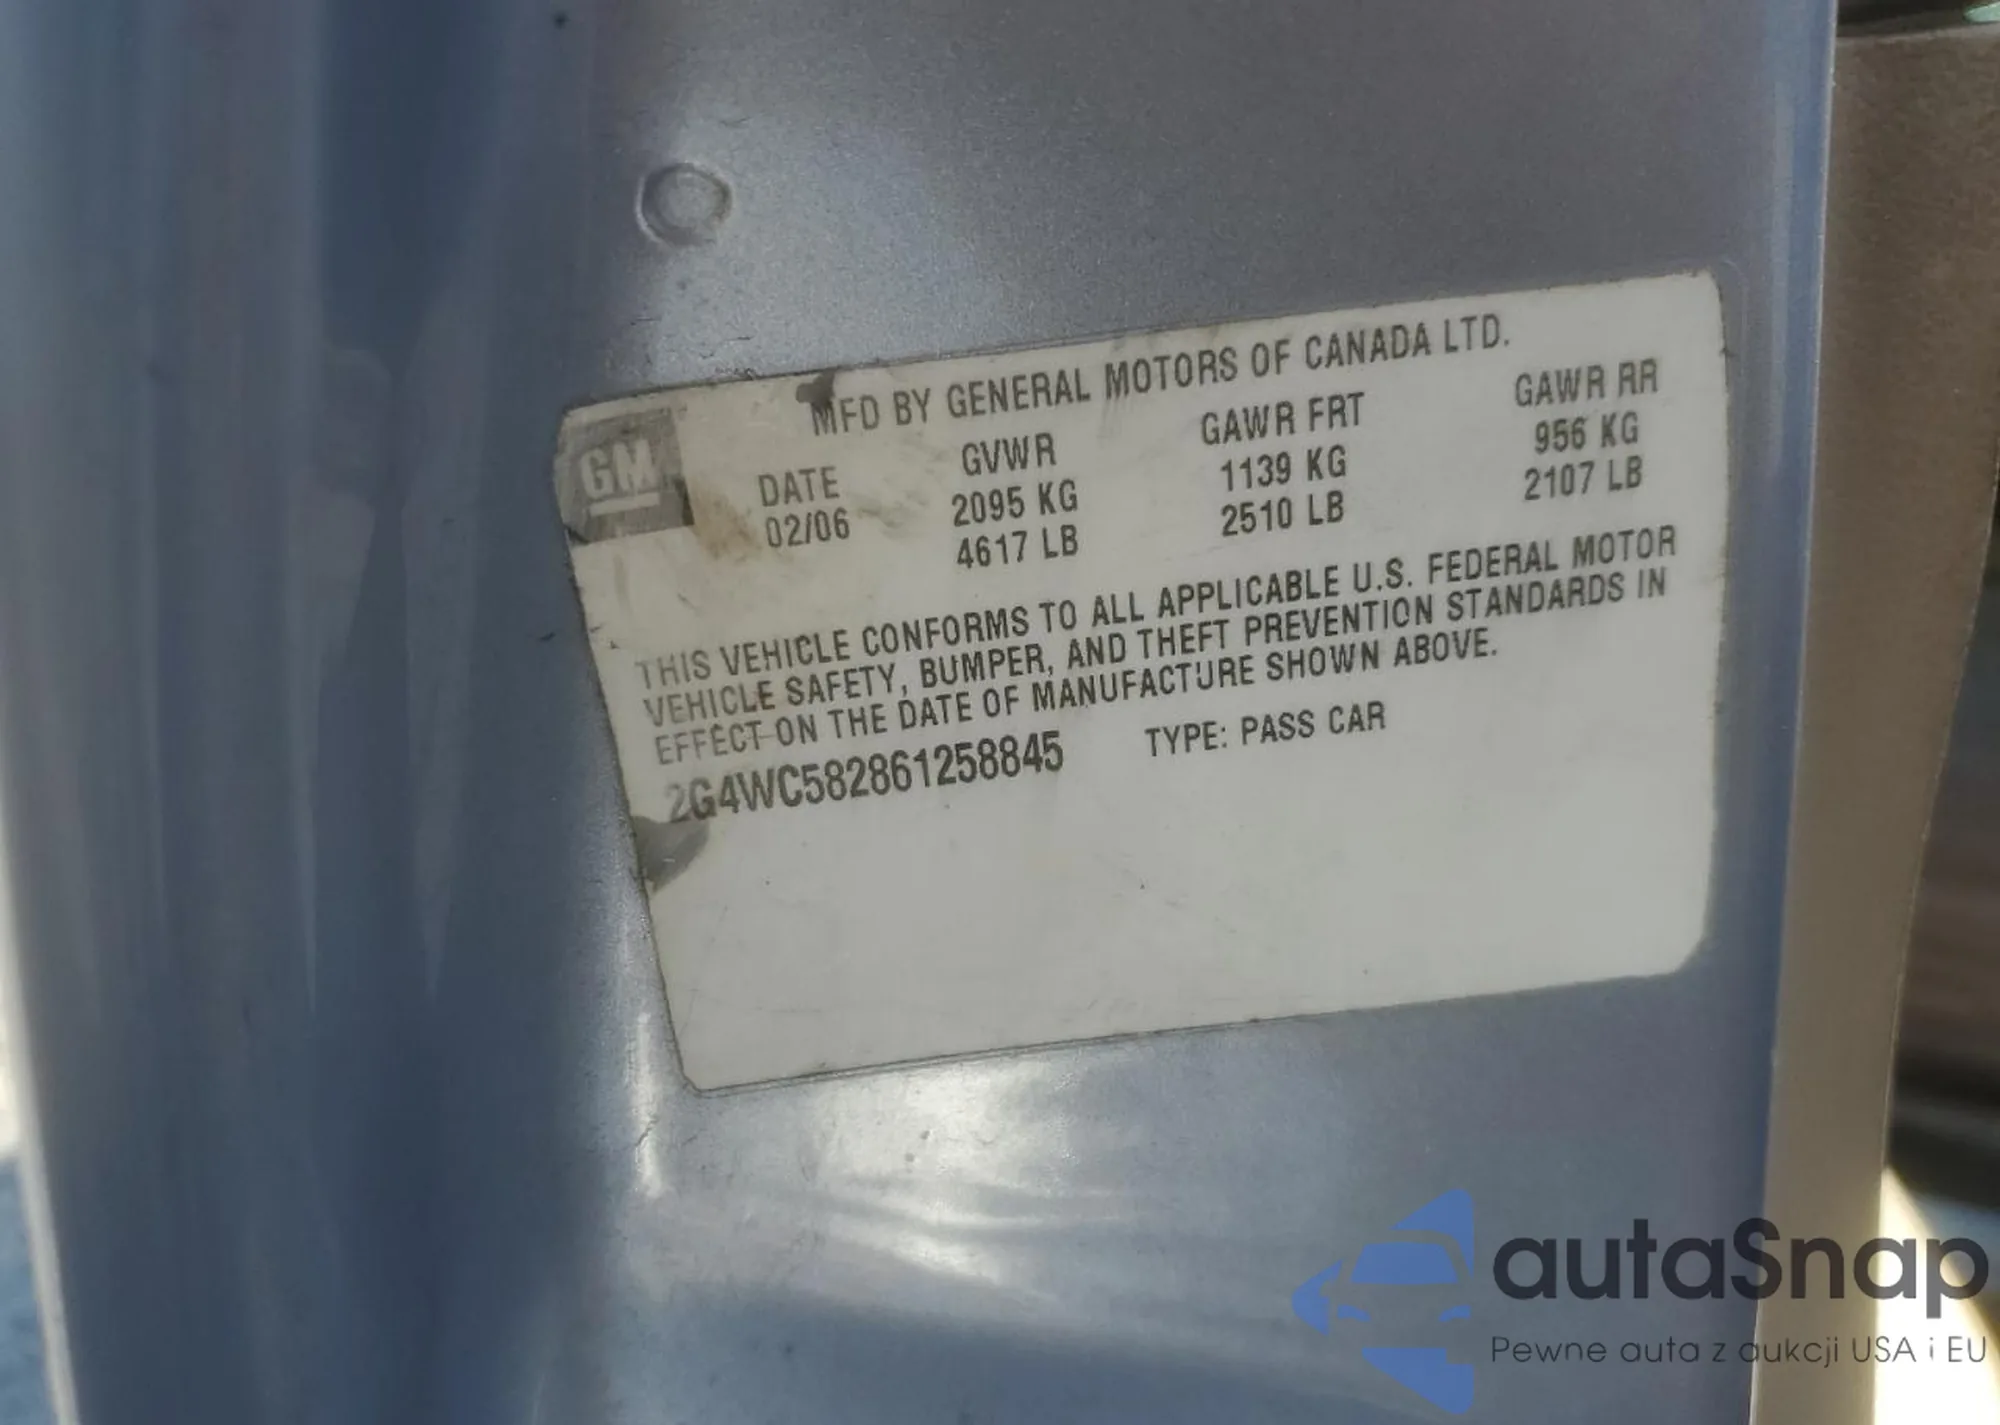 MFD BY GENERAL MOTORS OF CANADA LTD.
GM
DATE GVWR GAWR FRT GAWR RR
02/06 2095 KG 1139 KG 956 KG
4617 LB 2510 LB 2107 LB
THIS VEHICLE CONFORMS TO ALL APPLICABLE U.S. FEDERAL MOTOR
VEHICLE SAFETY, BUMPER, AND THEFT PREVENTION STANDARDS IN
EFFECT ON THE DATE OF MANUFACTURE SHOWN ABOVE.
2G4WC582861258845 TYPE: PASS CAR
autaSnap
Pewne auta z aukcji USA i EU